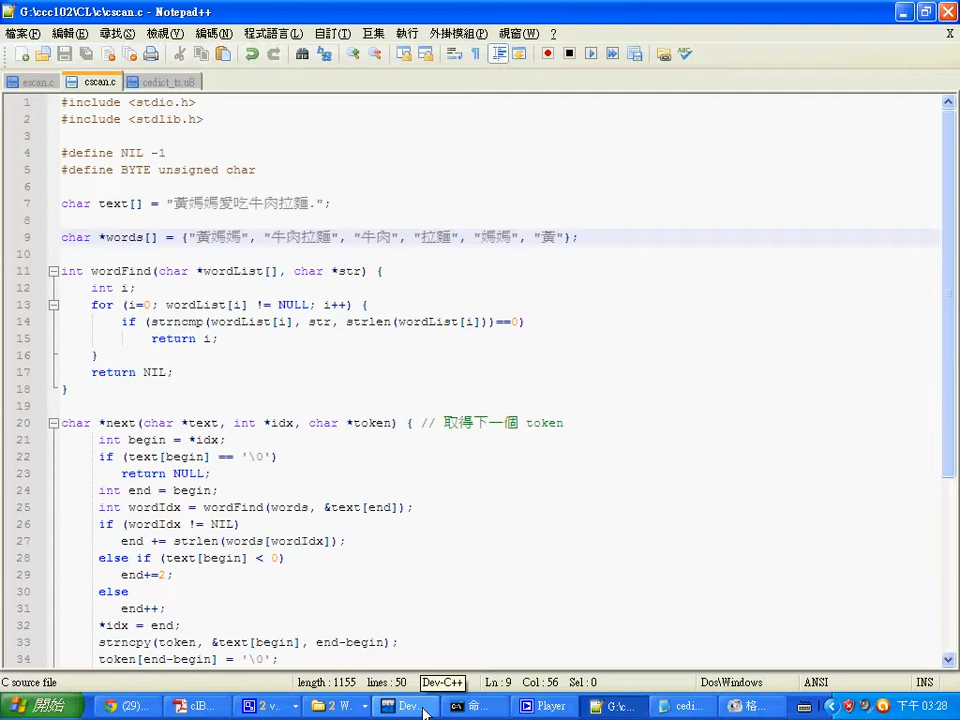 G:\ccc102\CL\c\cscan.c - Notepad++
檔案(F) 編輯(E) 尋找(S) 檢視(V) 編碼(N) 程式語言(L) 自訂(T) 巨集 執行 外掛模組(P) 視窗(W) ? X
escan.c cscan.c cedict_ts.u8
1 #include <stdio.h>
2 #include <stdlib.h>
3
4 #define NIL -1
5 #define BYTE unsigned char
6
7 char text[] = "黃媽媽愛吃牛肉拉麵.";
8
9 char *words[] = {"黃媽媽", "牛肉拉麵", "牛肉", "拉麵", "媽媽", "黃"};
10
11 int wordFind(char *wordList[], char *str) {
12 int i;
13 for (i=0; wordList[i] != NULL; i++) {
14 if (strncmp(wordList[i], str, strlen(wordList[i]))==0)
15 return i;
16 }
17 return NIL;
18 }
19
20 char *next(char *text, int *idx, char *token) { // 取得下一個 token
21 int begin = *idx;
22 if (text[begin] == '\0')
23 return NULL;
24 int end = begin;
25 int wordIdx = wordFind(words, &text[end]);
26 if (wordIdx != NIL)
27 end += strlen(words[wordIdx]);
28 else if (text[begin] < 0)
29 end+=2;
30 else
31 end++;
32 *idx = end;
33 strncpy(token, &text[begin], end-begin);
34 token[end-begin] = '\0';
C source file length : 1155 lines : 50 Dev-C++ Ln : 9 Col : 56 Sel : 0 Dos\Windows ANSI INS
開始 (29)... clB... 2 v... 2 W... Dev... 命... Player G:\c... cedi... 格... 下午 03:28